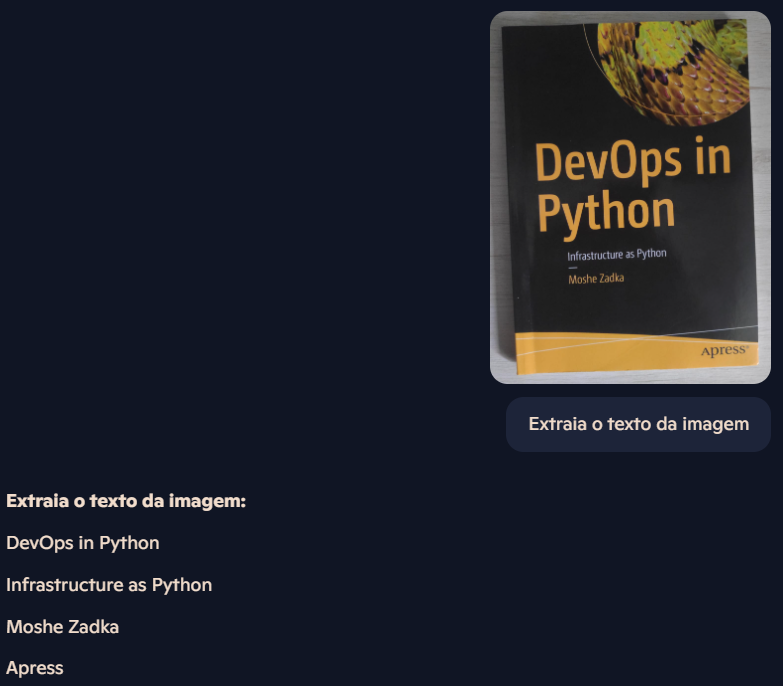 DevOps in
Python
Infrastructure as Python
Moshe Zadka
Apress®
Extraia o texto da imagem
Extraia o texto da imagem:
DevOps in Python
Infrastructure as Python
Moshe Zadka
Apress